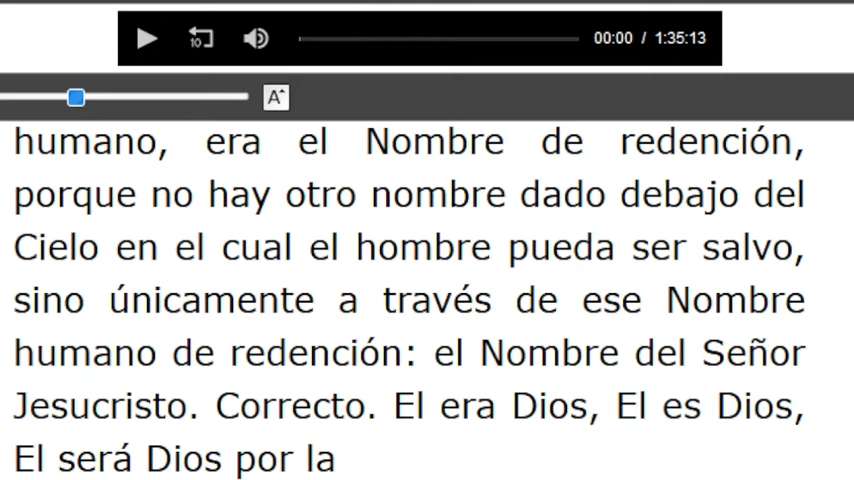 10 00:00 / 1:35:13
A
humano, era el Nombre de redención,
porque no hay otro nombre dado debajo del
Cielo en el cual el hombre pueda ser salvo,
sino únicamente a través de ese Nombre
humano de redención: el Nombre del Señor
Jesucristo. Correcto. El era Dios, El es Dios,
El será Dios por la